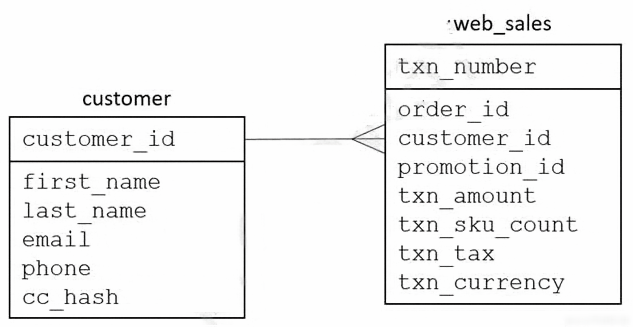 web_sales
txn_number
order_id
customer_id
promotion_id
txn_amount
txn_sku_count
txn_tax
txn_currency
customer
customer_id
first_name
last_name
email
phone
cc_hash